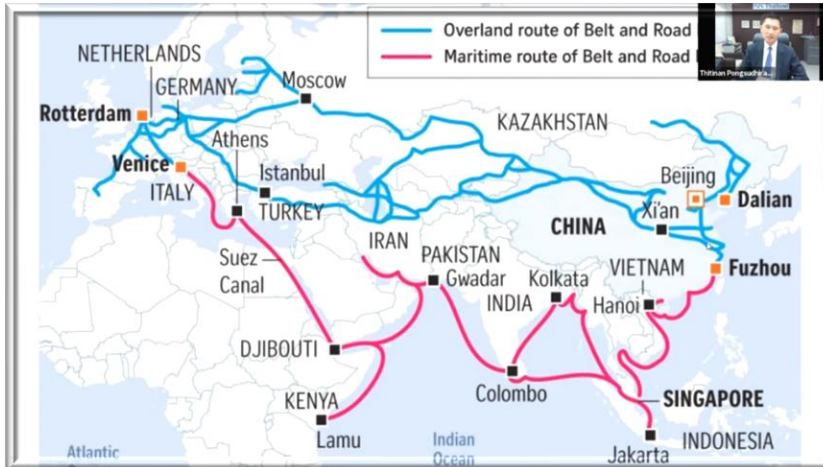 Overland route of Belt and Road
Maritime route of Belt and Road
Thitinan Pongsudhira...
NETHERLANDS
GERMANY
Moscow
Rotterdam
KAZAKHSTAN
Athens
Venice
Istanbul
Beijing
ITALY
TURKEY
Xi'an
Dalian
CHINA
IRAN
Suez
Canal
PAKISTAN
Gwadar
Kolkata
VIETNAM
Fuzhou
INDIA
Hanoi
DJIBOUTI
Colombo
SINGAPORE
KENYA
Lamu
Jakarta
INDONESIA
Atlantic
Indian
Ocean